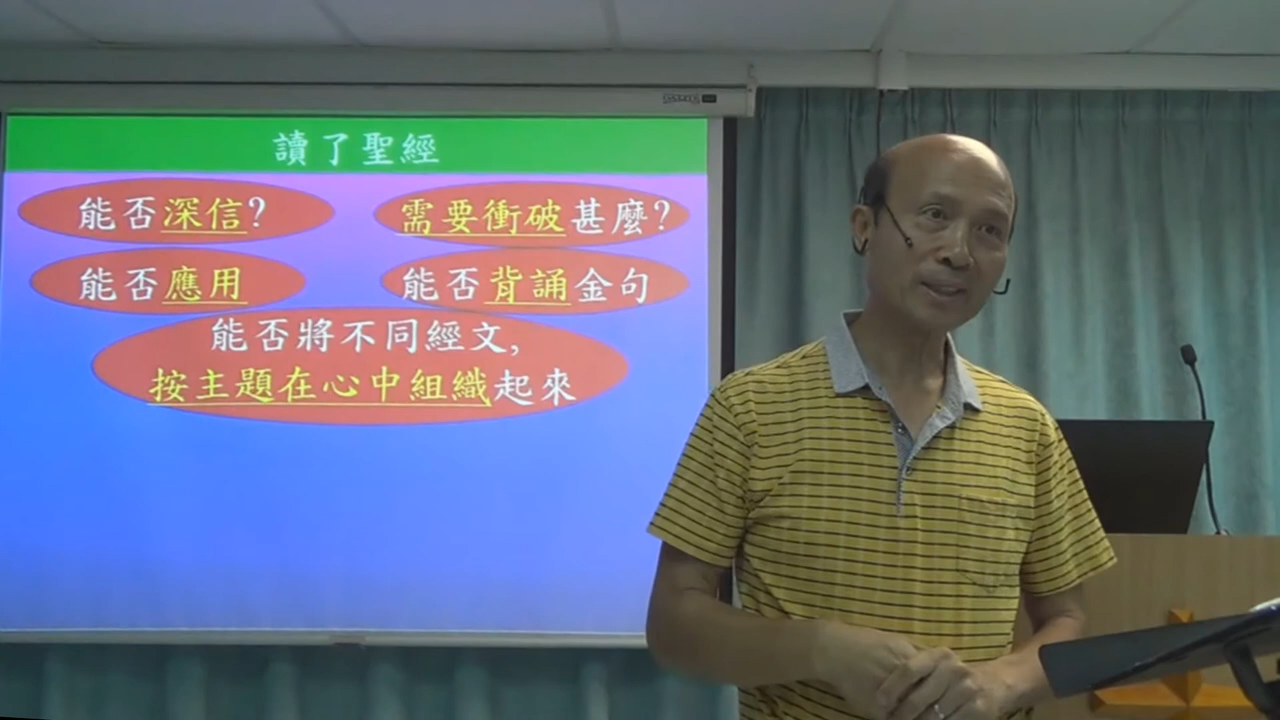 讀了聖經
能否深信?
需要衝破甚麼?
能否應用
能否背誦金句
能否將不同經文,
按主題在心中組織起來